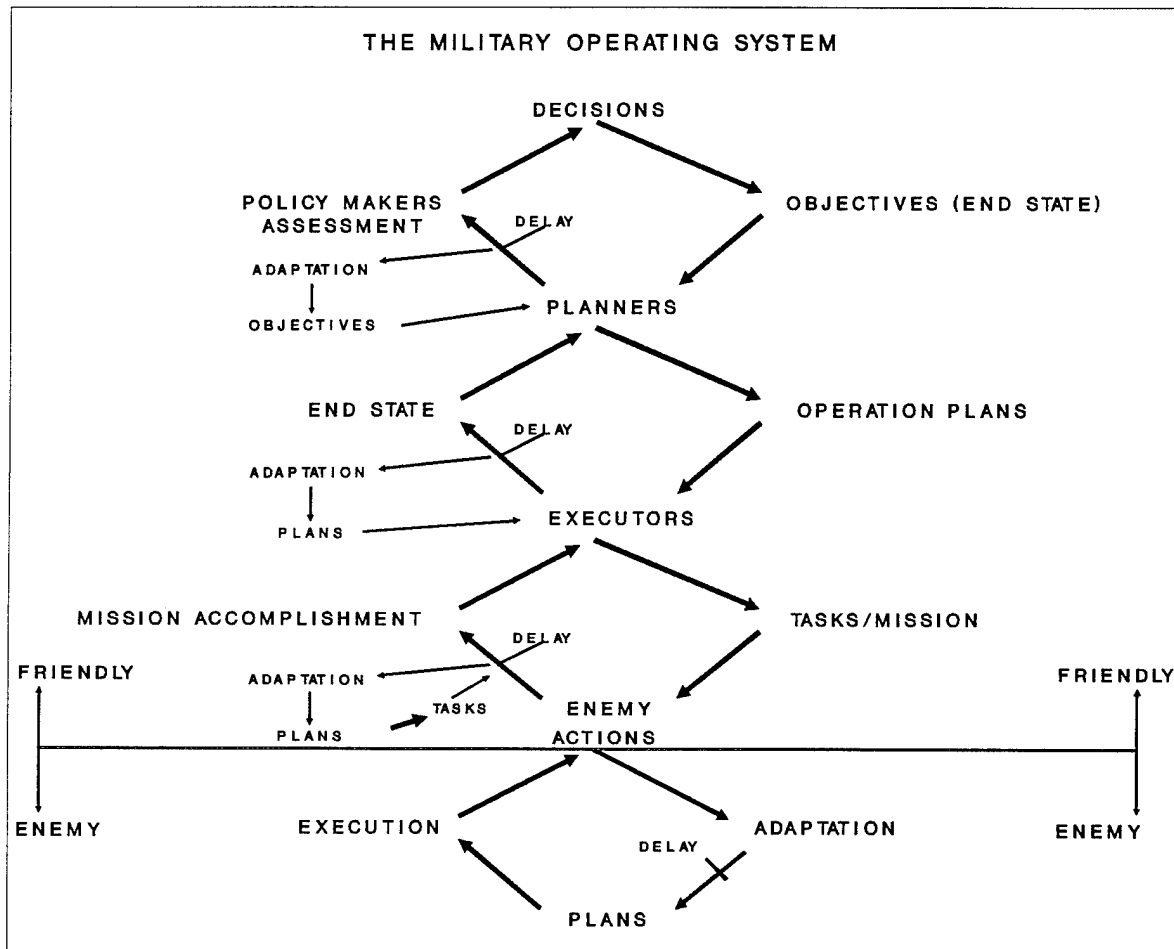 THE MILITARY OPERATING SYSTEM
DECISIONS
POLICY MAKERS
ASSESSMENT
OBJECTIVES (END STATE)
DELAY
ADAPTATION
OBJECTIVES
PLANNERS
END STATE
OPERATION PLANS
DELAY
ADAPTATION
PLANS
EXECUTORS
MISSION ACCOMPLISHMENT
TASKS/MISSION
DELAY
FRIENDLY
FRIENDLY
ADAPTATION
TASKS
PLANS
ENEMY
ACTIONS
ENEMY
EXECUTION
ADAPTATION
ENEMY
DELAY
PLANS